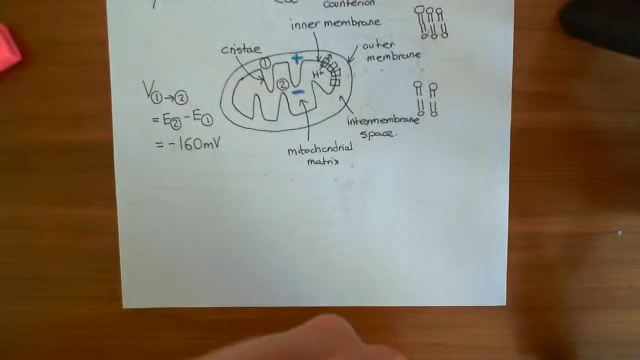 counterion
inner membrane
cristae
outer
membrane
①
+
H+
②
−
V①→②
= E② - E①
= -160mV
intermembrane
space.
mitochondrial
matrix